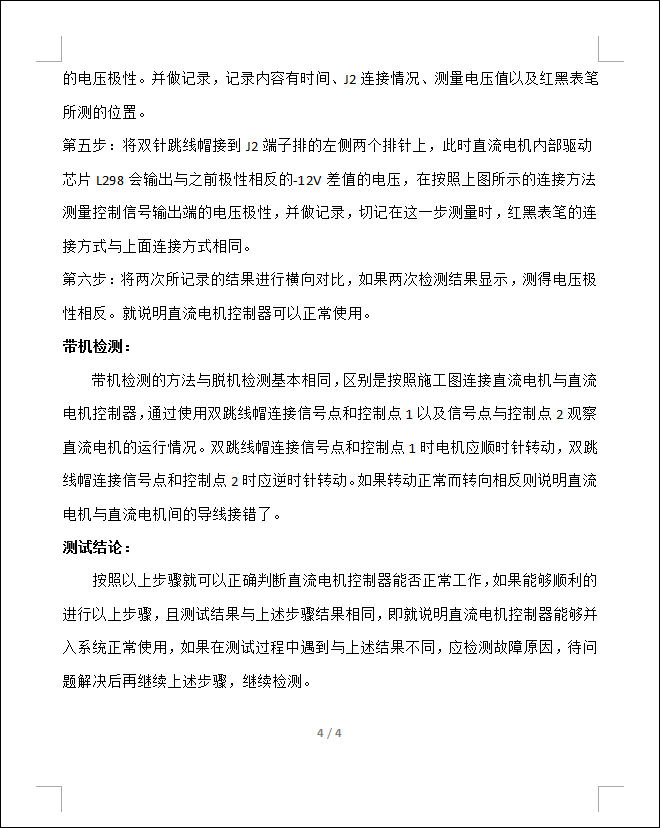 的电压极性。并做记录，记录内容有时间、J2 连接情况、测量电压值以及红黑表笔
所测的位置。
第五步：将双针跳线帽接到 J2 端子排的左侧两个排针上，此时直流电机内部驱动
芯片 L298 会输出与之前极性相反的-12V 差值的电压，在按照上图所示的连接方法
测量控制信号输出端的电压极性，并做记录，切记在这一步测量时，红黑表笔的连
接方式与上面连接方式相同。
第六步：将两次所记录的结果进行横向对比，如果两次检测结果显示，测得电压极
性相反。就说明直流电机控制器可以正常使用。
带机检测：
带机检测的方法与脱机检测基本相同，区别是按照施工图连接直流电机与直流
电机控制器，通过使用双跳线帽连接信号点和控制点 1 以及信号点与控制点 2 观察
直流电机的运行情况。双跳线帽连接信号点和控制点 1 时电机应顺时针转动，双跳
线帽连接信号点和控制点 2 时应逆时针转动。如果转动正常而转向相反则说明直流
电机与直流电机间的导线接错了。
测试结论：
按照以上步骤就可以正确判断直流电机控制器能否正常工作，如果能够顺利的
进行以上步骤，且测试结果与上述步骤结果相同，即就说明直流电机控制器能够并
入系统正常使用，如果在测试过程中遇到与上述结果不同，应检测故障原因，待问
题解决后再继续上述步骤，继续检测。
4 / 4